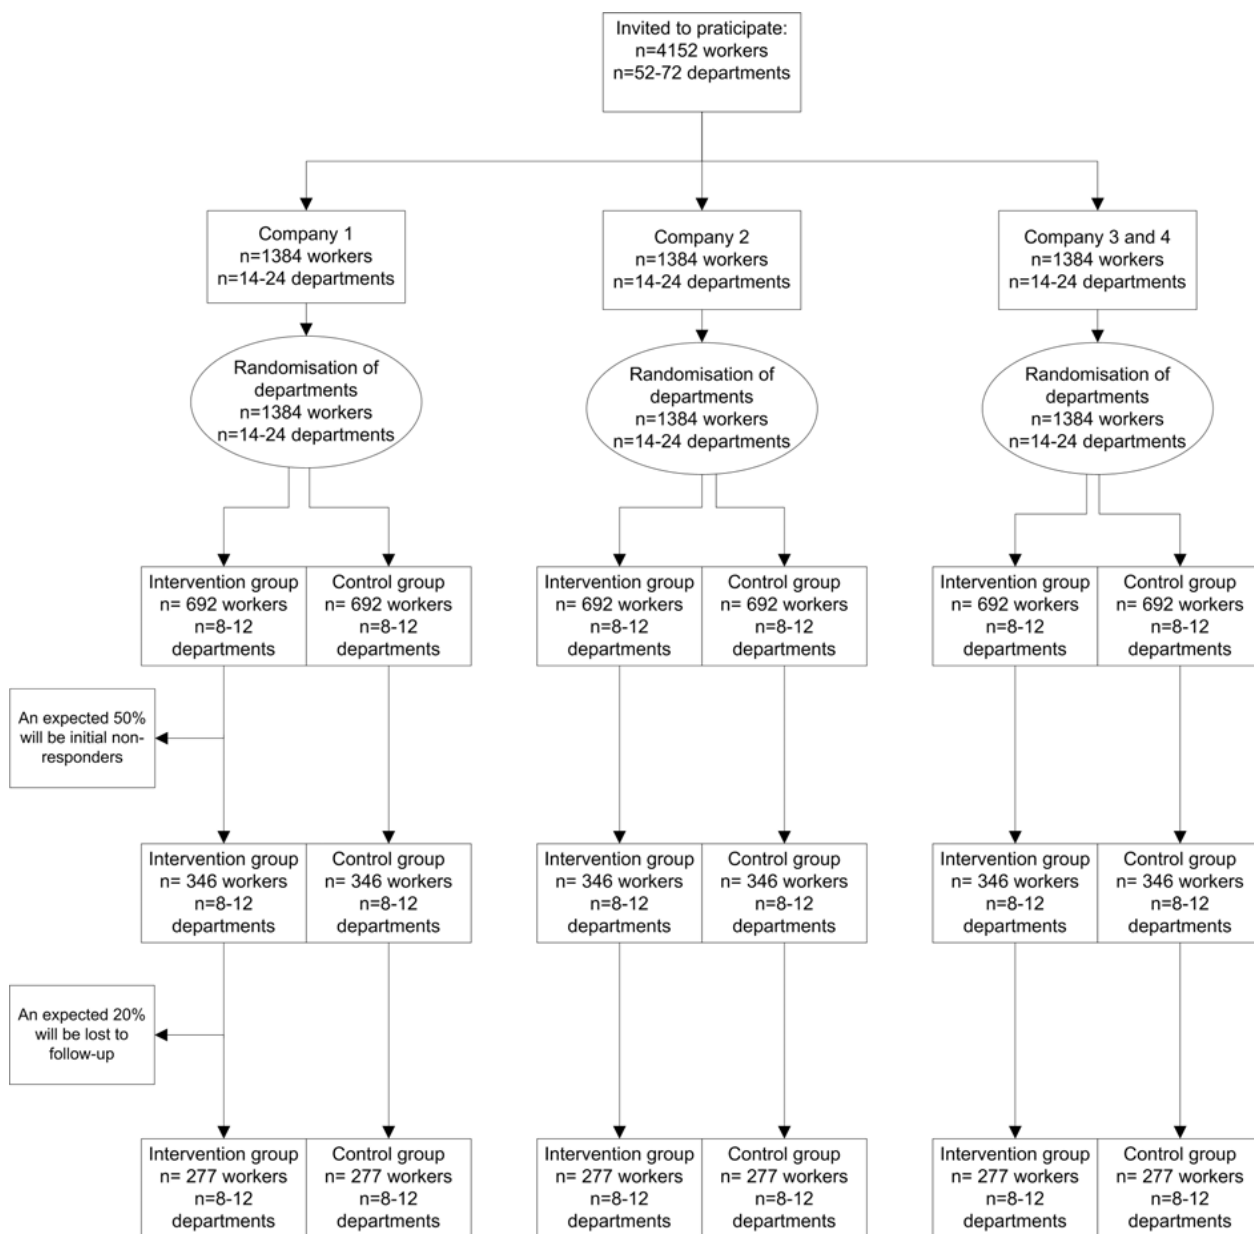 Invited to praticipate:
n=4152 workers
n=52-72 departments
Company 1
n=1384 workers
n=14-24 departments
Company 2
n=1384 workers
n=14-24 departments
Company 3 and 4
n=1384 workers
n=14-24 departments
Randomisation of
departments
n=1384 workers
n=14-24 departments
Randomisation of
departments
n=1384 workers
n=14-24 departments
Randomisation of
departments
n=1384 workers
n=14-24 departments
Intervention group
n= 692 workers
n=8-12
departments
Control group
n= 692 workers
n=8-12
departments
Intervention group
n= 692 workers
n=8-12
departments
Control group
n= 692 workers
n=8-12
departments
Intervention group
n= 692 workers
n=8-12
departments
Control group
n= 692 workers
n=8-12
departments
An expected 50%
will be initial non-
responders
Intervention group
n= 346 workers
n=8-12
departments
Control group
n= 346 workers
n=8-12
departments
Intervention group
n= 346 workers
n=8-12
departments
Control group
n= 346 workers
n=8-12
departments
Intervention group
n= 346 workers
n=8-12
departments
Control group
n= 346 workers
n=8-12
departments
An expected 20%
will be lost to
follow-up
Intervention group
n= 277 workers
n=8-12
departments
Control group
n= 277 workers
n=8-12
departments
Intervention group
n= 277 workers
n=8-12
departments
Control group
n= 277 workers
n=8-12
departments
Intervention group
n= 277 workers
n=8-12
departments
Control group
n= 277 workers
n=8-12
departments